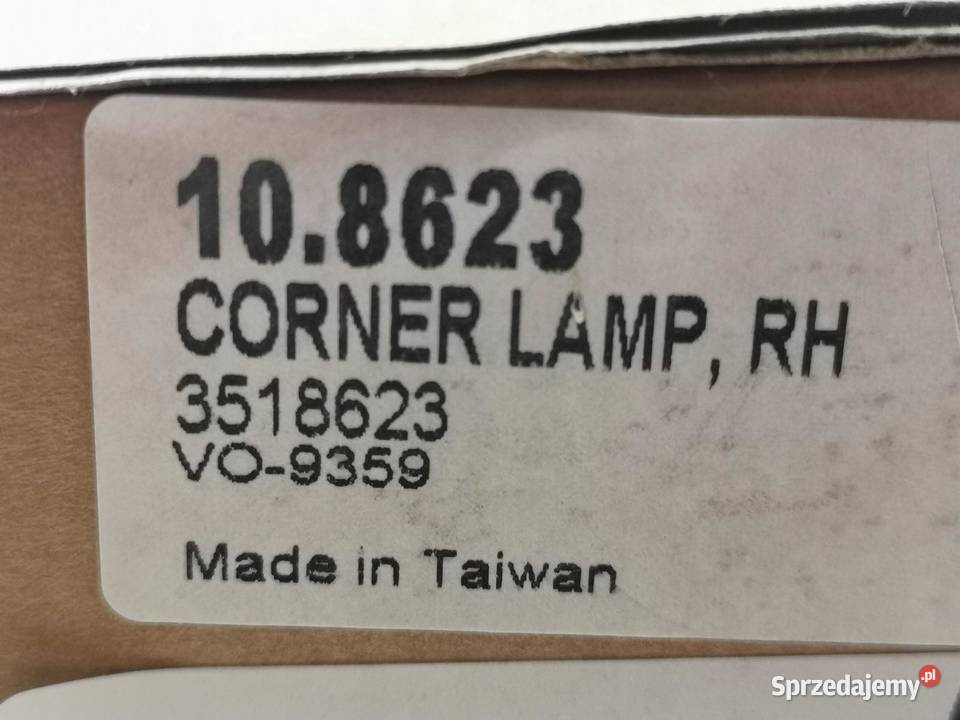 10.8623
CORNER LAMP, RH
3518623
VO-9359
Made in Taiwan
Sprzedajemy.pl